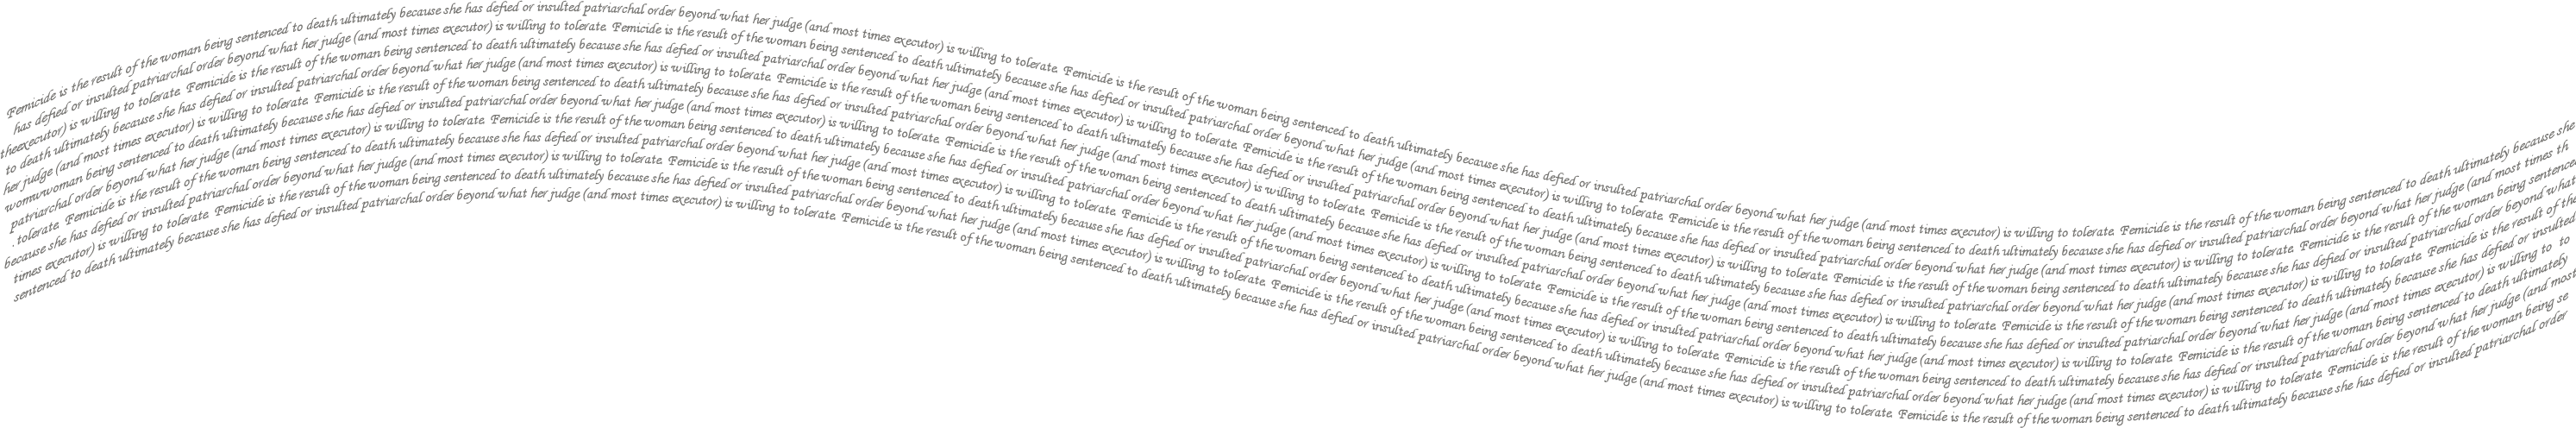 Femicide is the result of the woman being sentenced to death ultimately because she has defied or insulted patriarchal order beyond what her judge (and most times executor) is willing to tolerate. Femicide is the result of the woman being sentenced to death ultimately because she has defied or insulted patriarchal order beyond what her judge (and most times executor) is willing to tolerate. Femicide is the result of the woman being sentenced to death ultimately because she
has defied or insulted patriarchal order beyond what her judge (and most times executor) is willing to tolerate. Femicide is the result of the woman being sentenced to death ultimately because she has defied or insulted patriarchal order beyond what her judge (and most times executor) is willing to tolerate. Femicide is the result of the woman being sentenced to death ultimately because she has defied or insulted patriarchal order beyond what her judge (and most times th
theexecutor) is willing to tolerate. Femicide is the result of the woman being sentenced to death ultimately because she has defied or insulted patriarchal order beyond what her judge (and most times executor) is willing to tolerate. Femicide is the result of the woman being sentenced to death ultimately because she has defied or insulted patriarchal order beyond what her judge (and most times executor) is willing to tolerate. Femicide is the result of the woman being sentence
to death ultimately because she has defied or insulted patriarchal order beyond what her judge (and most times executor) is willing to tolerate. Femicide is the result of the woman being sentenced to death ultimately because she has defied or insulted patriarchal order beyond what her judge (and most times executor) is willing to tolerate. Femicide is the result of the woman being sentenced to death ultimately because she has defied or insulted patriarchal order beyond what
her judge (and most times executor) is willing to tolerate. Femicide is the result of the woman being sentenced to death ultimately because she has defied or insulted patriarchal order beyond what her judge (and most times executor) is willing to tolerate. Femicide is the result of the woman being sentenced to death ultimately because she has defied or insulted patriarchal order beyond what her judge (and most times executor) is willing to tolerate. Femicide is the result of the
womwwoman being sentenced to death ultimately because she has defied or insulted patriarchal order beyond what her judge (and most times executor) is willing to tolerate. Femicide is the result of the woman being sentenced to death ultimately because she has defied or insulted patriarchal order beyond what her judge (and most times executor) is willing to tolerate. Femicide is the result of the woman being sentenced to death ultimately because she has defied or insulted
patriarchal order beyond what her judge (and most times executor) is willing to tolerate. Femicide is the result of the woman being sentenced to death ultimately because she has defied or insulted patriarchal order beyond what her judge (and most times executor) is willing to tolerate. Femicide is the result of the woman being sentenced to death ultimately because she has defied or insulted patriarchal order beyond what her judge (and most times executor) is willing to to
. tolerate. Femicide is the result of the woman being sentenced to death ultimately because she has defied or insulted patriarchal order beyond what her judge (and most times executor) is willing to tolerate. Femicide is the result of the woman being sentenced to death ultimately because she has defied or insulted patriarchal order beyond what her judge (and most times executor) is willing to tolerate. Femicide is the result of the woman being sentenced to death ultimately
because she has defied or insulted patriarchal order beyond what her judge (and most times executor) is willing to tolerate. Femicide is the result of the woman being sentenced to death ultimately because she has defied or insulted patriarchal order beyond what her judge (and most times executor) is willing to tolerate. Femicide is the result of the woman being sentenced to death ultimately because she has defied or insulted patriarchal order beyond what her judge (and most
times executor) is willing to tolerate. Femicide is the result of the woman being sentenced to death ultimately because she has defied or insulted patriarchal order beyond what her judge (and most times executor) is willing to tolerate. Femicide is the result of the woman being sentenced to death ultimately because she has defied or insulted patriarchal order beyond what her judge (and most times executor) is willing to tolerate. Femicide is the result of the woman being se
sentenced to death ultimately because she has defied or insulted patriarchal order beyond what her judge (and most times executor) is willing to tolerate. Femicide is the result of the woman being sentenced to death ultimately because she has defied or insulted patriarchal order beyond what her judge (and most times executor) is willing to tolerate. Femicide is the result of the woman being sentenced to death ultimately because she has defied or insulted patriarchal order